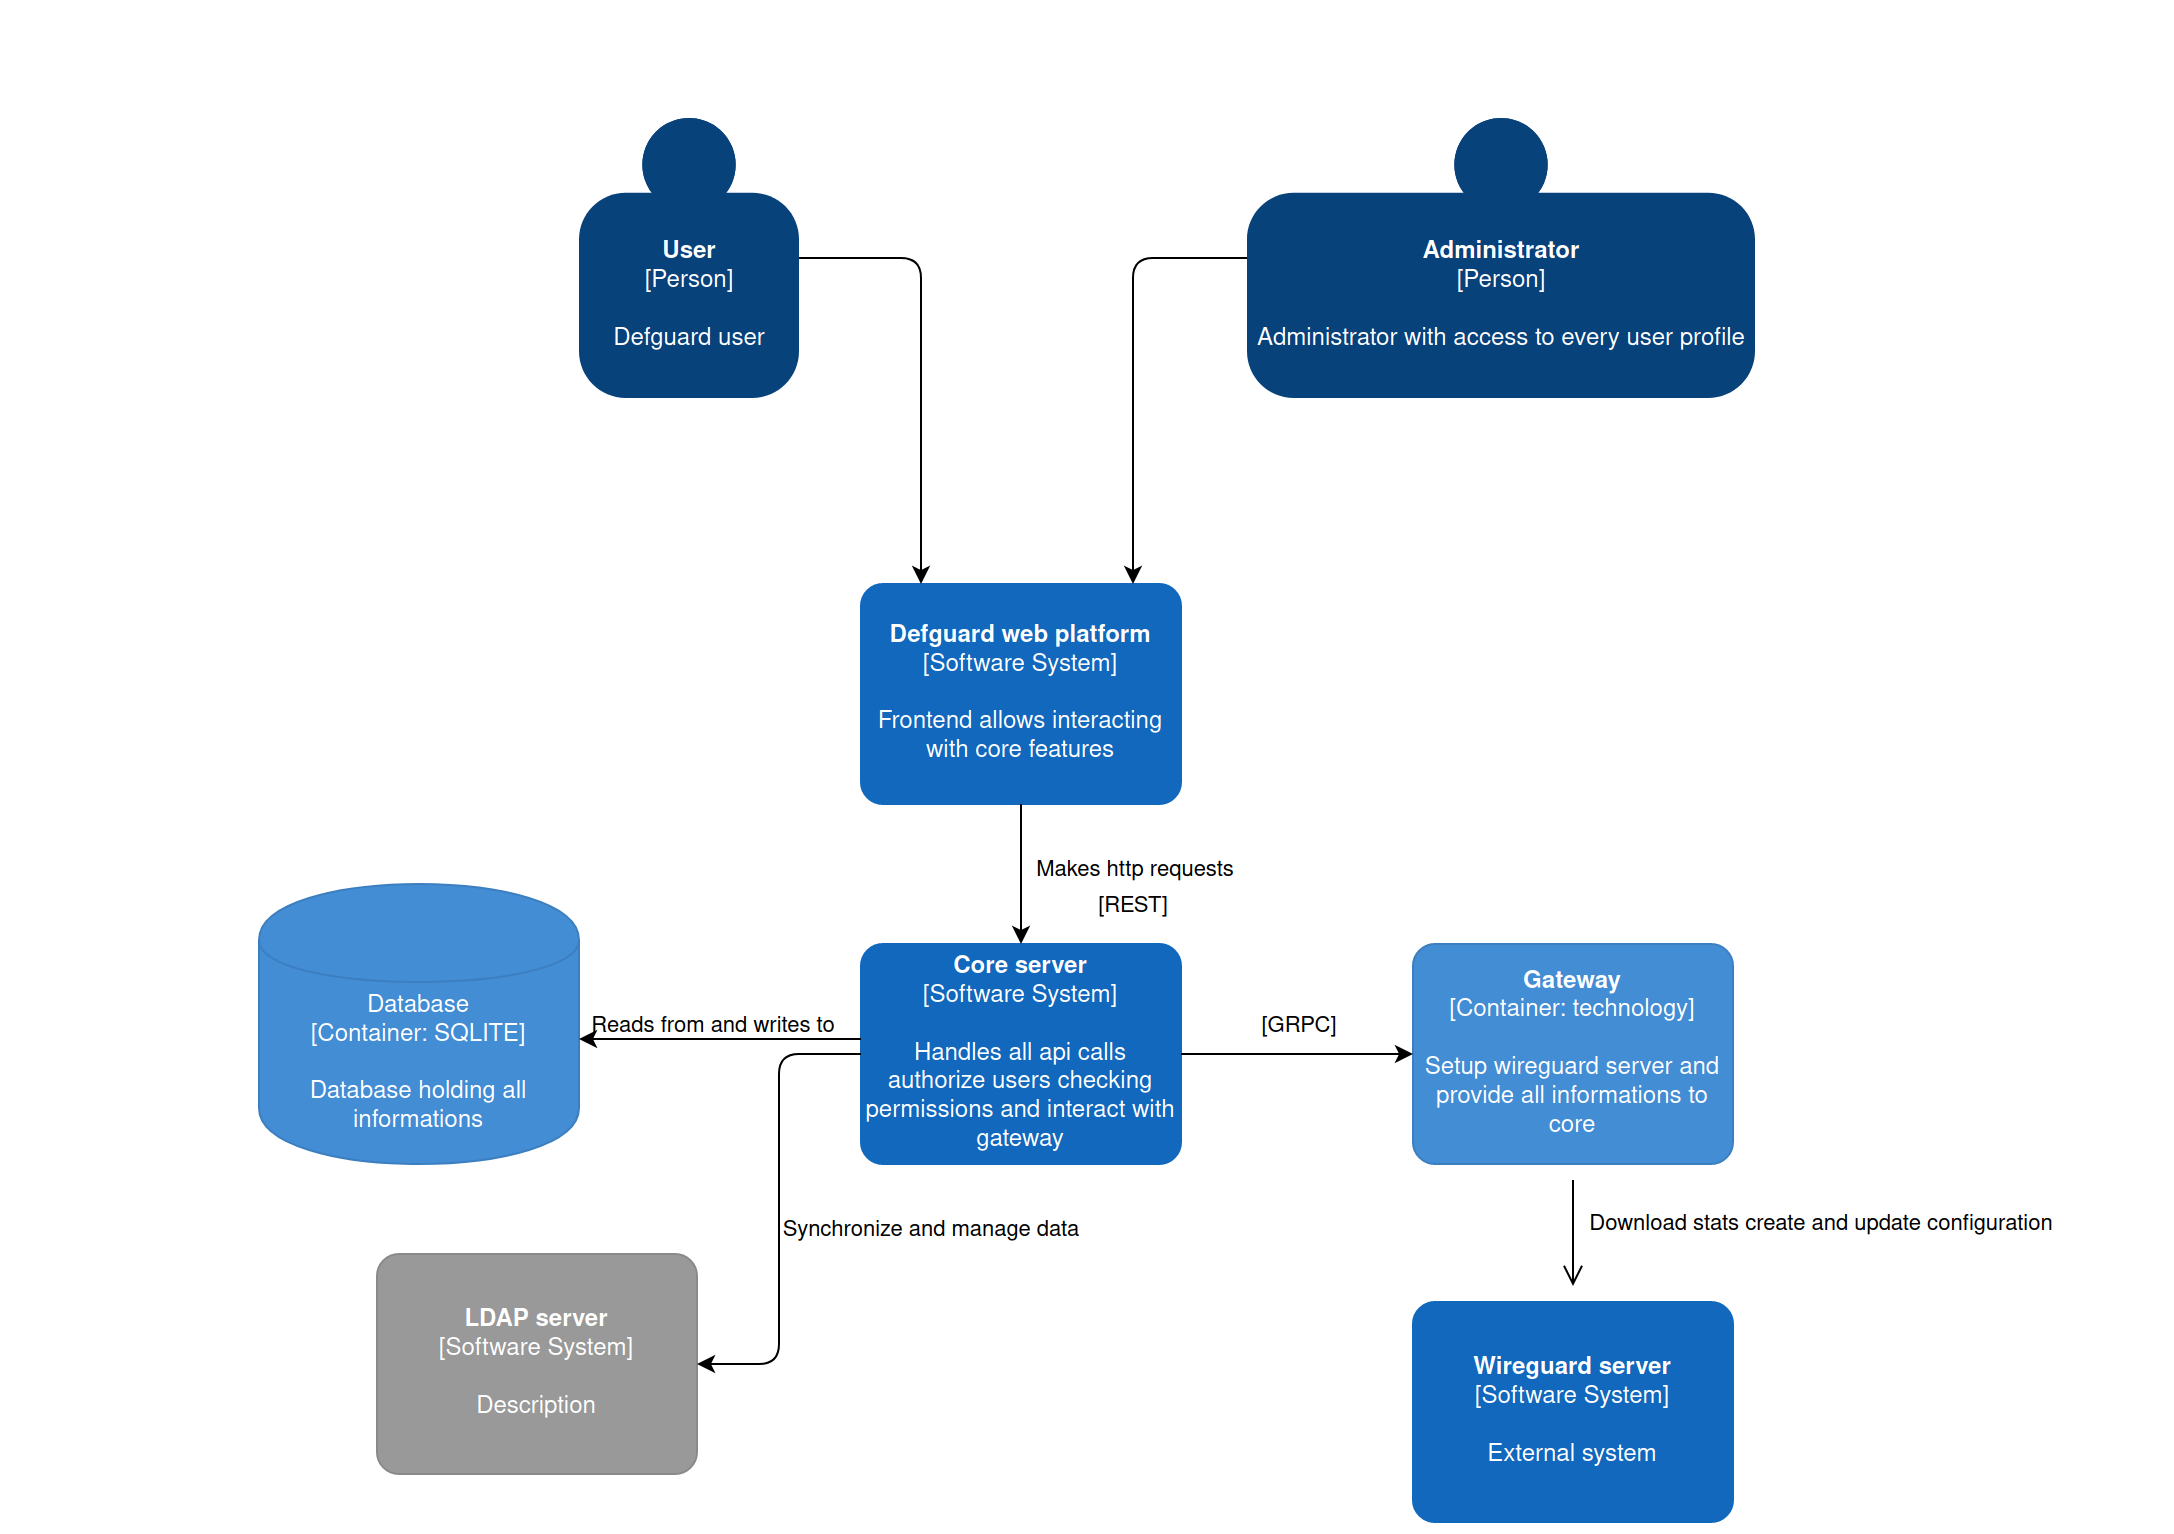 User
[Person]
Defguard user
Administrator
[Person]
Administrator with access to every user profile
Defguard web platform
[Software System]
Frontend allows interacting
with core features
Makes http requests
[REST]
Database
[Container: SQLITE]
Database holding all
informations
Reads from and writes to
Core server
[Software System]
Handles all api calls
authorize users checking
permissions and interact with
gateway
[GRPC]
Gateway
[Container: technology]
Setup wireguard server and
provide all informations to
core
Synchronize and manage data
Download stats create and update configuration
LDAP server
[Software System]
Description
Wireguard server
[Software System]
External system